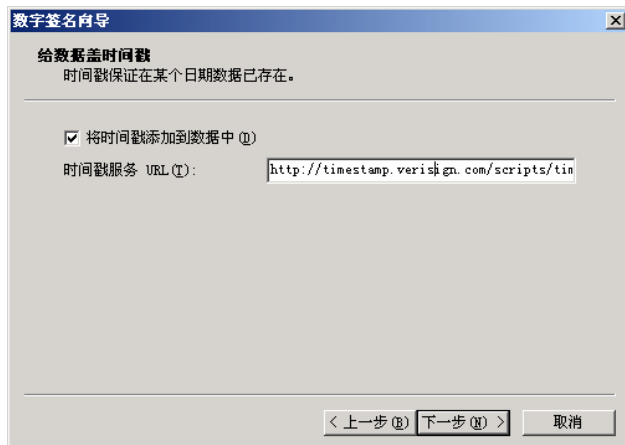 数字签名向导
给数据盖时间戳
时间戳保证在某个日期数据已存在。
将时间戳添加到数据中(D)
时间戳服务 URL(T): http://timestamp.verisign.com/scripts/tim
< 上一步(B) 下一步(N) > 取消